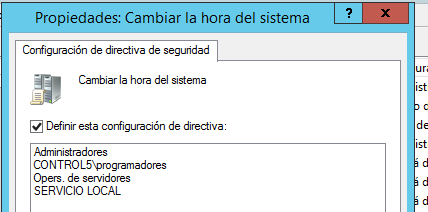 Propiedades: Cambiar la hora del sistema
?
x
Configuración de directiva de seguridad
Cambiar la hora del sistema
Definir esta configuración de directiva:
Administradores
CONTROL5\programadores
Opers. de servidores
SERVICIO LOCAL